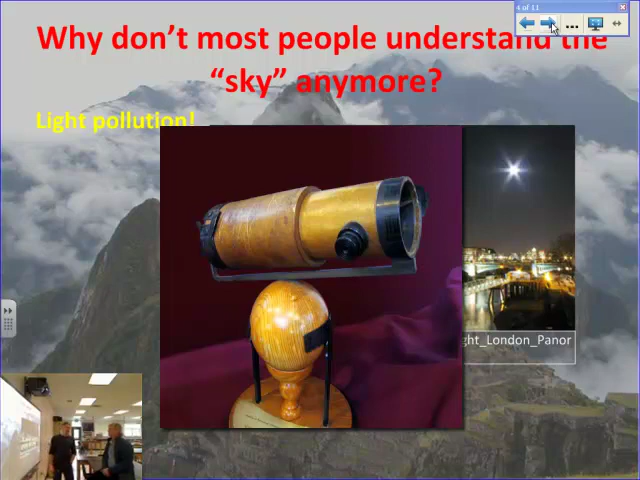 4 of 11
Why don't most people understand the
“sky” anymore?
Light pollution!
ght_London_Panor